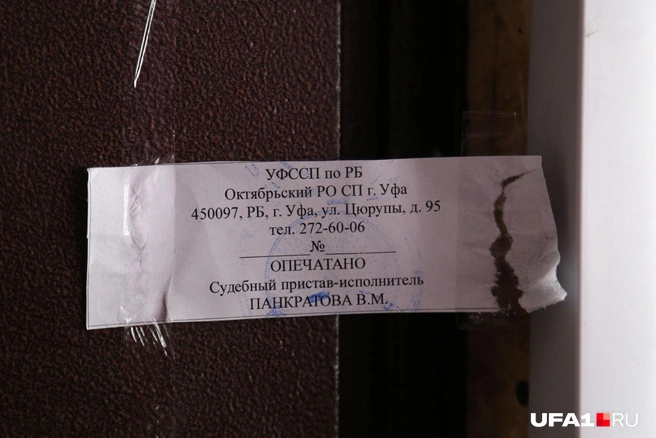 УФССП по РБ
Октябрьский РО СП г. Уфа
450097, РБ, г. Уфа, ул. Цюрупы, д. 95
тел. 272-60-06
№
ОПЕЧАТАНО
Судебный пристав-исполнитель
ПАНКРАТОВА В.М.
UFA1.RU